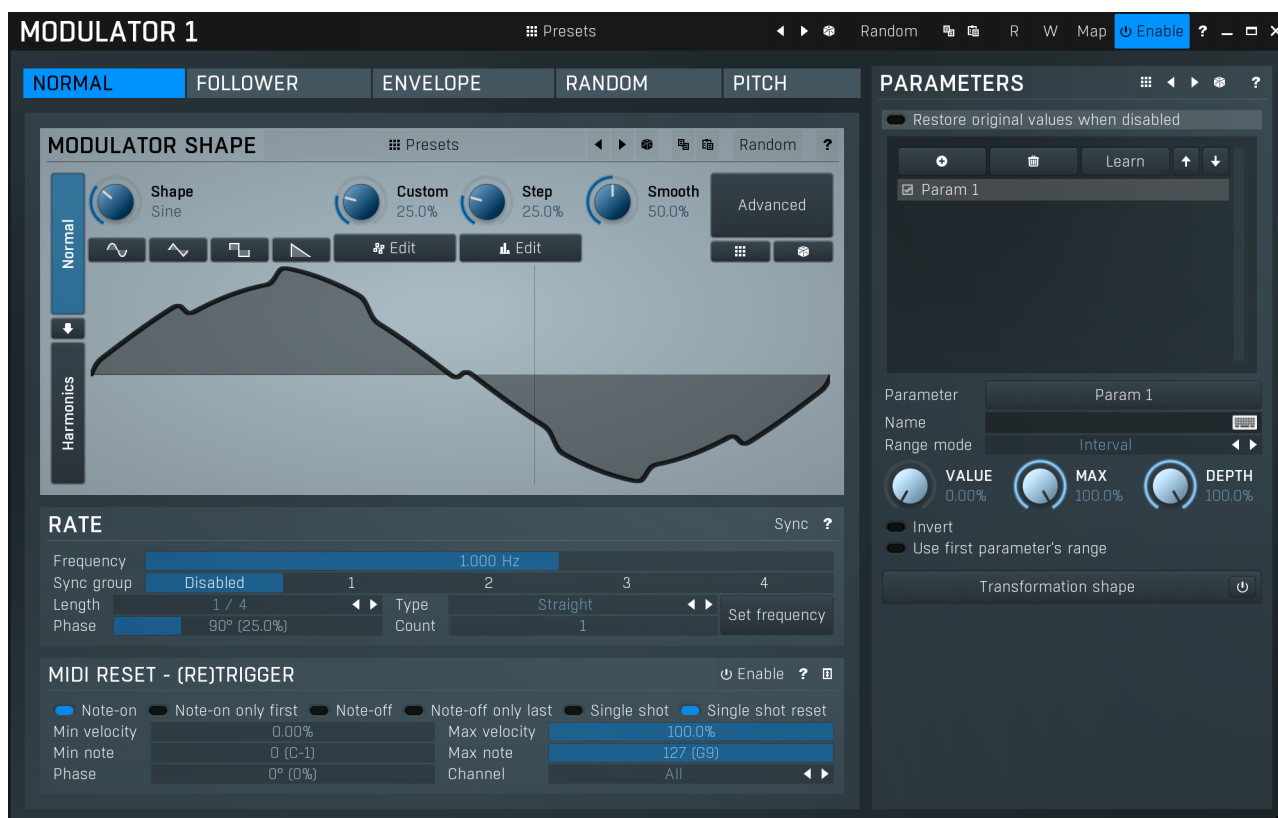 MODULATOR 1 Presets Random R W Map Enable ?
NORMAL FOLLOWER ENVELOPE RANDOM PITCH
MODULATOR SHAPE Presets Random ?
Normal
Harmonics
Shape
Sine
Custom
25.0%
Step
25.0%
Smooth
50.0%
Advanced
Edit Edit
RATE Sync ?
Frequency 1.000 Hz
Sync group Disabled 1 2 3 4
Length 1 / 4 Type Straight
Phase 90° (25.0%) Count 1
Set frequency
MIDI RESET - (RE)TRIGGER Enable ?
Note-on Note-on only first Note-off Note-off only last Single shot Single shot reset
Min velocity 0.00% Max velocity 100.0%
Min note 0 (C-1) Max note 127 (G9)
Phase 0° (0%) Channel All
PARAMETERS ?
Restore original values when disabled
Learn
Param 1
Parameter Param 1
Name
Range mode Interval
VALUE
0.00%
MAX
100.0%
DEPTH
100.0%
Invert
Use first parameter's range
Transformation shape